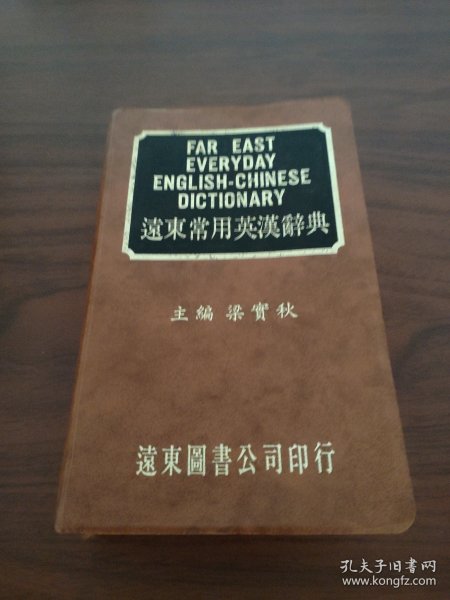 FAR EAST
EVERYDAY
ENGLISH-CHINESE
DICTIONARY
遠東常用英漢辭典
主編 梁實秋
遠東圖書公司印行
孔夫子旧书网
www.kongfz.com